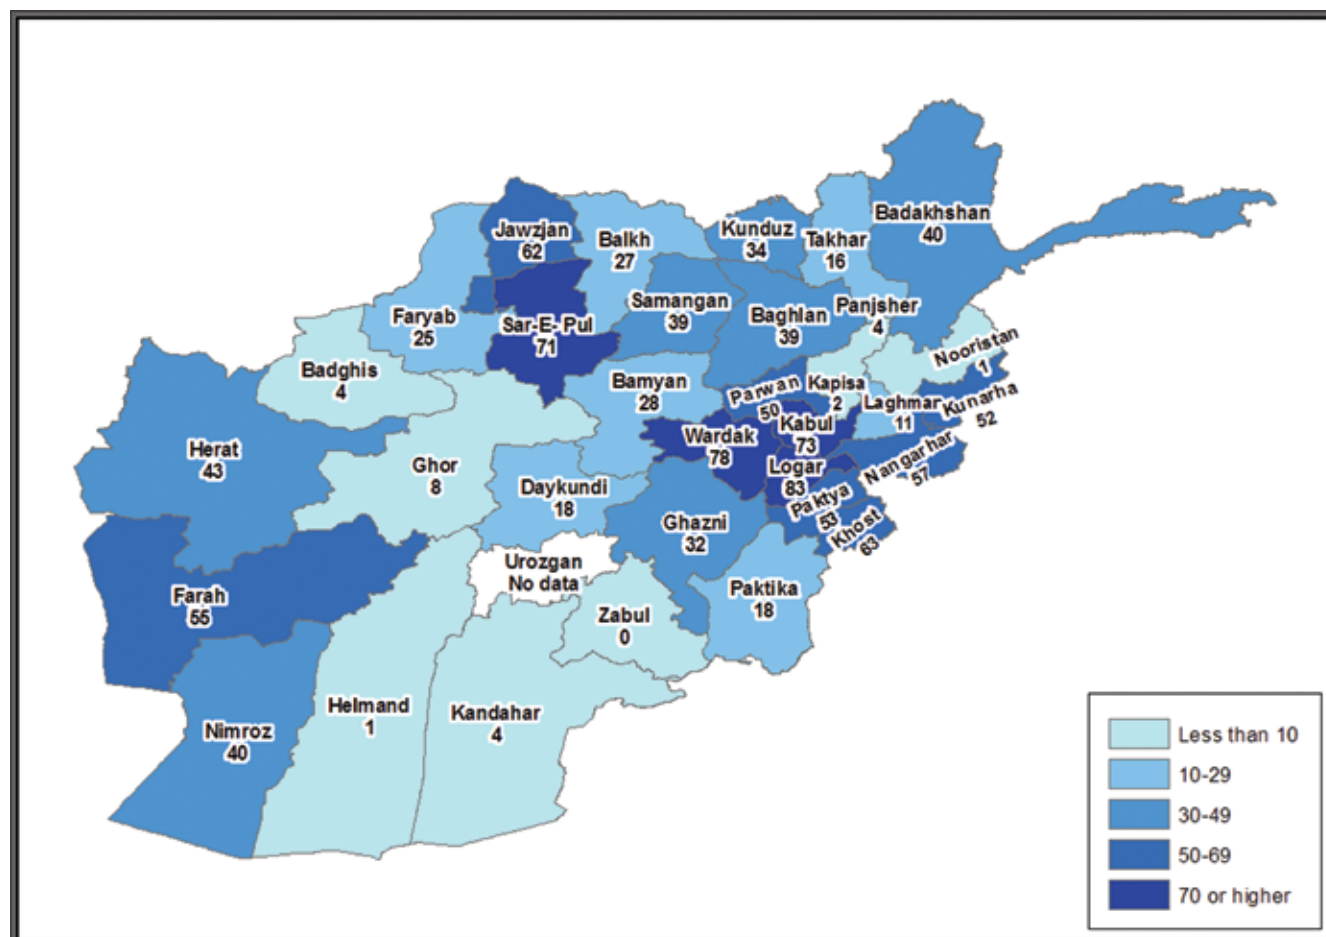 Badakhshan
40
Jawzjan
62
Balkh
27
Kunduz
34
Takhar
16
Faryab
25
Sar-E- Pul
71
Samangan
39
Baghlan
39
Panjsher
4
Nooristan
1
Badghis
4
Bamyan
28
Parwan
50
Kapisa
2
Laghmar
11
Kunarha
52
Herat
43
Ghor
8
Wardak
78
Kabul
73
Logar
83
Nangarhar
57
Daykundi
18
Ghazni
32
Paktya
53
Khost
63
Farah
55
Urozgan
No data
Zabul
0
Paktika
18
Nimroz
40
Helmand
1
Kandahar
4
Less than 10
10-29
30-49
50-69
70 or higher